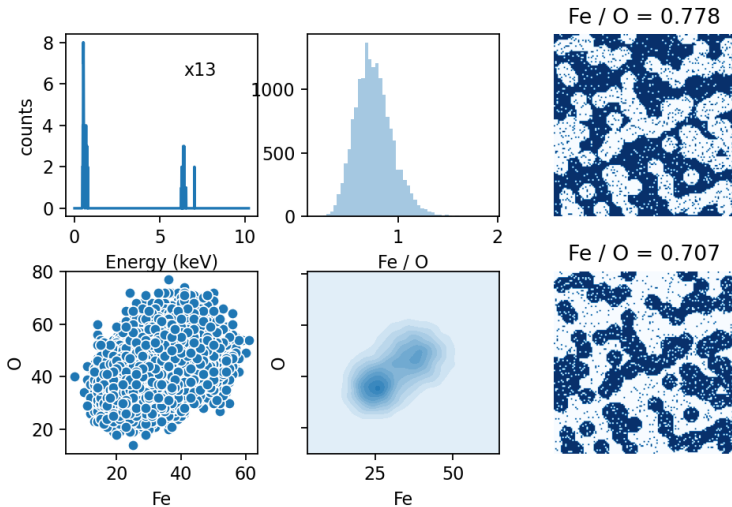 Fe / O = 0.778
8
6
4
2
0
counts
x13
0
5
10
Energy (keV)
1000
500
0
1
2
Fe / O
Fe / O = 0.707
80
60
40
20
O
20
40
60
Fe
O
25
50
Fe